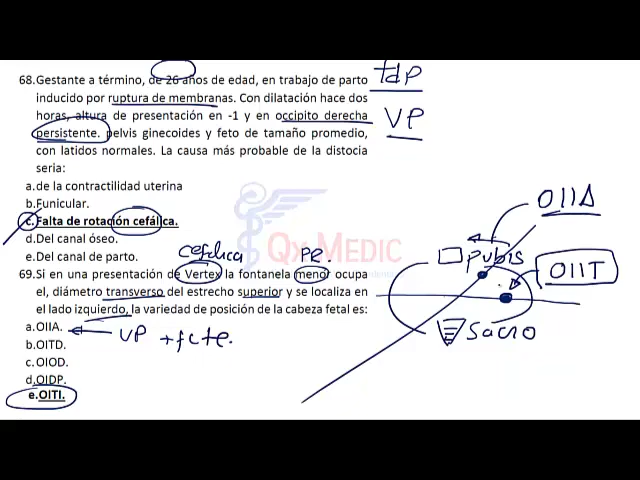 68.Gestante a término, de 26 años de edad, en trabajo de parto
inducido por ruptura de membranas. Con dilatación hace dos
horas, altura de presentación en -1 y en occipito derecha
persistente. pelvis ginecoides y feto de tamaño promedio,
con latidos normales. La causa más probable de la distocia
seria:
a.de la contractilidad uterina
b.Funicular.
c.Falta de rotación cefálica.
d.Del canal óseo.
e.Del canal de parto.
cefálica PR.
69.Si en una presentación de Vertex la fontanela menor ocupa
el, diámetro transverso del estrecho superior y se localiza en
el lado izquierdo, la variedad de posición de la cabeza fetal es:
a.OIIA.
VP +fcte.
b.OITD.
c.OIOD.
d.OIDP.
e.OITI.
tdp
VP
OIIA
pubis
OIIT
Sacro
Qx MEDIC